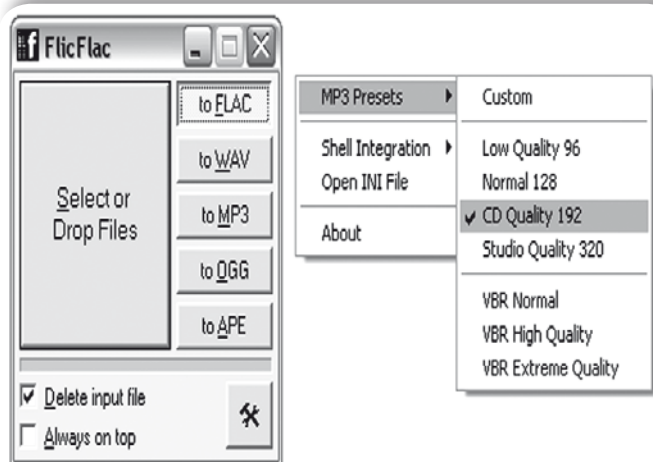 FlicFlac
Select or
Drop Files
to FLAC
to WAV
to MP3
to OGG
to APE
Delete input file
Always on top
MP3 Presets
Shell Integration
Open INI File
About
Custom
Low Quality 96
Normal 128
CD Quality 192
Studio Quality 320
VBR Normal
VBR High Quality
VBR Extreme Quality